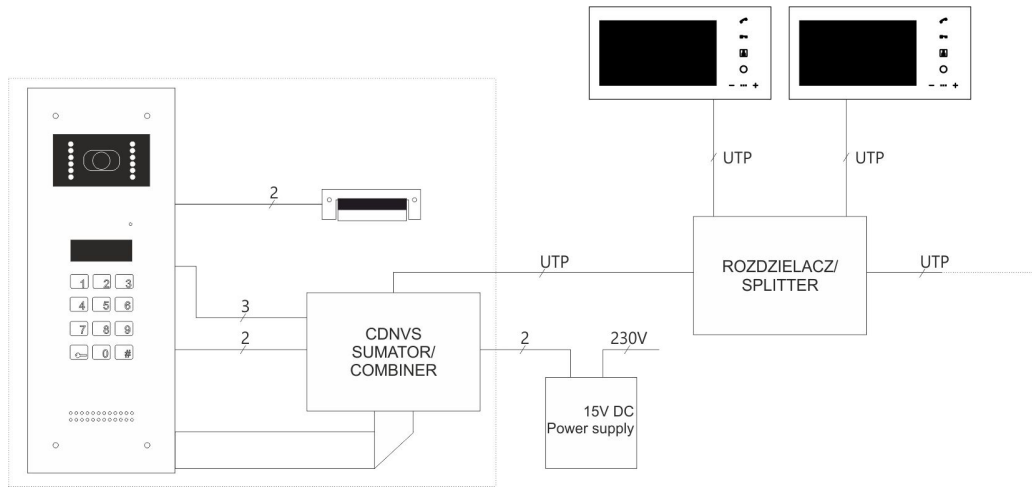 UTP UTP
2
UTP
ROZDZIELACZ/
SPLITTER
UTP
1 2 3
4 5 6
7 8 9
0 #
3
2
CDNVS
SUMATOR/
COMBINER
2
230V
15V DC
Power supply